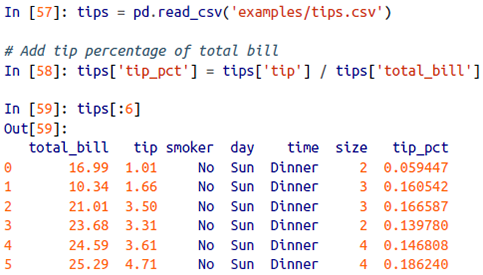 In [57]: tips = pd.read_csv('examples/tips.csv')
# Add tip percentage of total bill
In [58]: tips['tip_pct'] = tips['tip'] / tips['total_bill']
In [59]: tips[:6]
Out[59]:
total_bill tip smoker day time size tip_pct
0 16.99 1.01 No Sun Dinner 2 0.059447
1 10.34 1.66 No Sun Dinner 3 0.160542
2 21.01 3.50 No Sun Dinner 3 0.166587
3 23.68 3.31 No Sun Dinner 2 0.139780
4 24.59 3.61 No Sun Dinner 4 0.146808
5 25.29 4.71 No Sun Dinner 4 0.186240